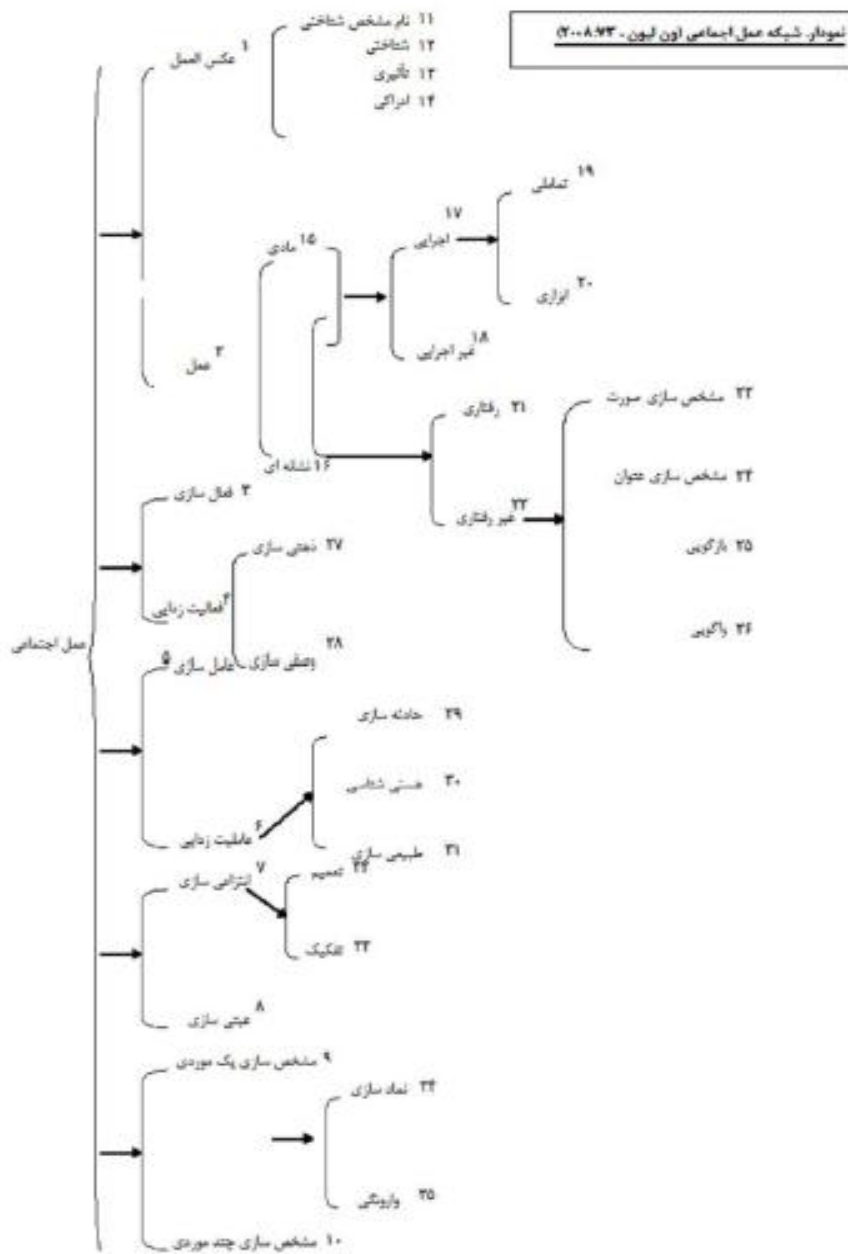 نمودار. شبکه عمل اجتماعی (ون لیون ، ۲۰۰۸:۷۳)
۱۱ نام مشخص شناختی
۱ عکس العمل
۱۲ شناختی
۱۳ تأثیری
۱۴ ادراکی
۱۹ تعاملی
۱۷ اجرایی
۱۵ مادی
۲۰ ابزاری
۱۸ غیر اجرایی
۲ عمل
۲۳ مشخص سازی صورت
۲۱ رفتاری
۱۶ نشانه ای
۲۴ مشخص سازی عنوان
۳ فعال سازی
۲۲ غیر رفتاری
۲۵ بازگویی
۲۷ ذهنی سازی
۴ فعالیت زدایی
۲۶ واگویی
عمل اجتماعی
۲۸ وصفی سازی
۵ عامل سازی
۲۹ حادثه سازی
۳۰ هستی شناسی
۶ عاملیت زدایی
۳۱ طبیعی سازی
۷ انتزاعی سازی
تعمیم
۳۳ تفکیک
۸ عینی سازی
۹ مشخص سازی یک موردی
۳۴ نماد سازی
۳۵ وارونگی
۱۰ مشخص سازی چند موردی